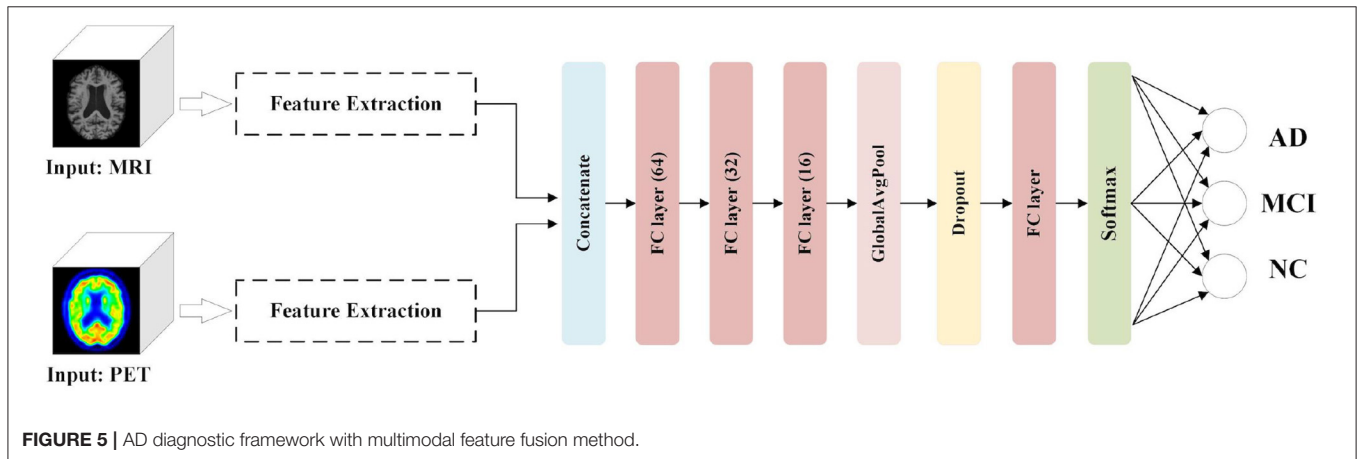 Input: MRI
Feature Extraction
Input: PET
Feature Extraction
Concatenate
FC layer (64)
FC layer (32)
FC layer (16)
GlobalAvgPool
Dropout
FC layer
Softmax
AD
MCI
NC
FIGURE 5 | AD diagnostic framework with multimodal feature fusion method.